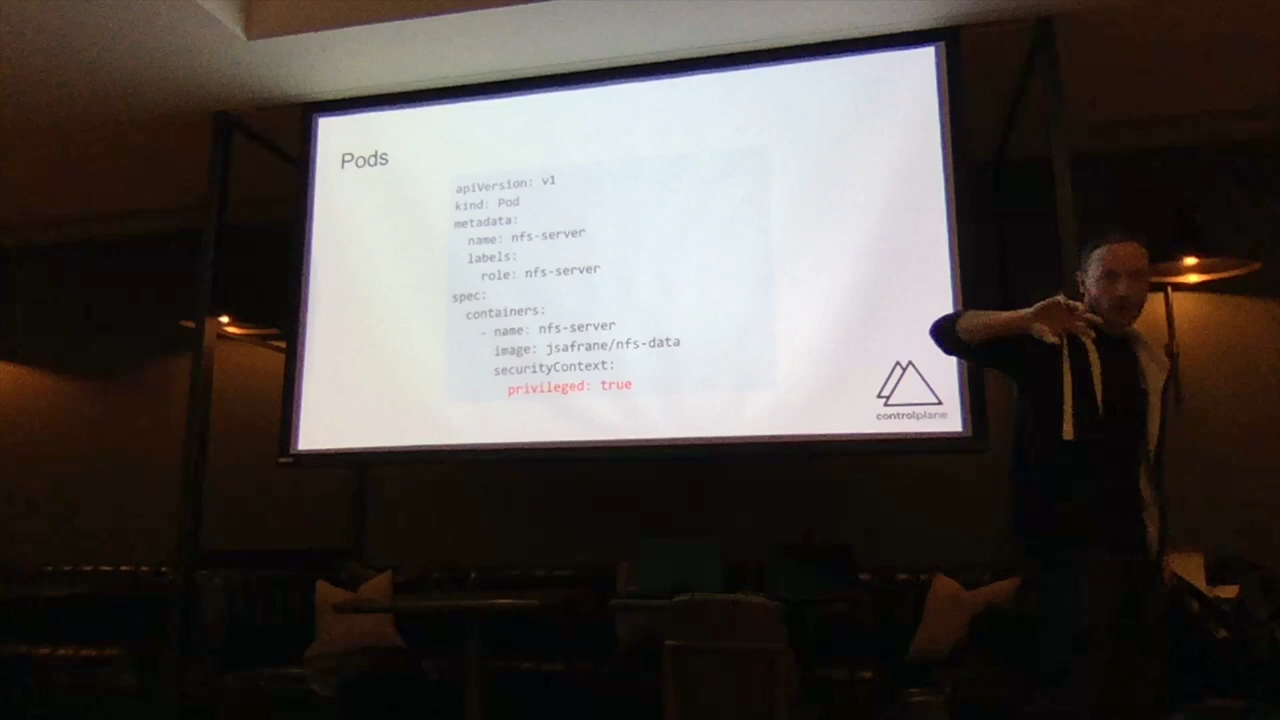 Pods
apiVersion: v1
kind: Pod
metadata:
  name: nfs-server
  labels:
    role: nfs-server
spec:
  containers:
    - name: nfs-server
      image: jsafrane/nfs-data
      securityContext:
        privileged: true
controlplane